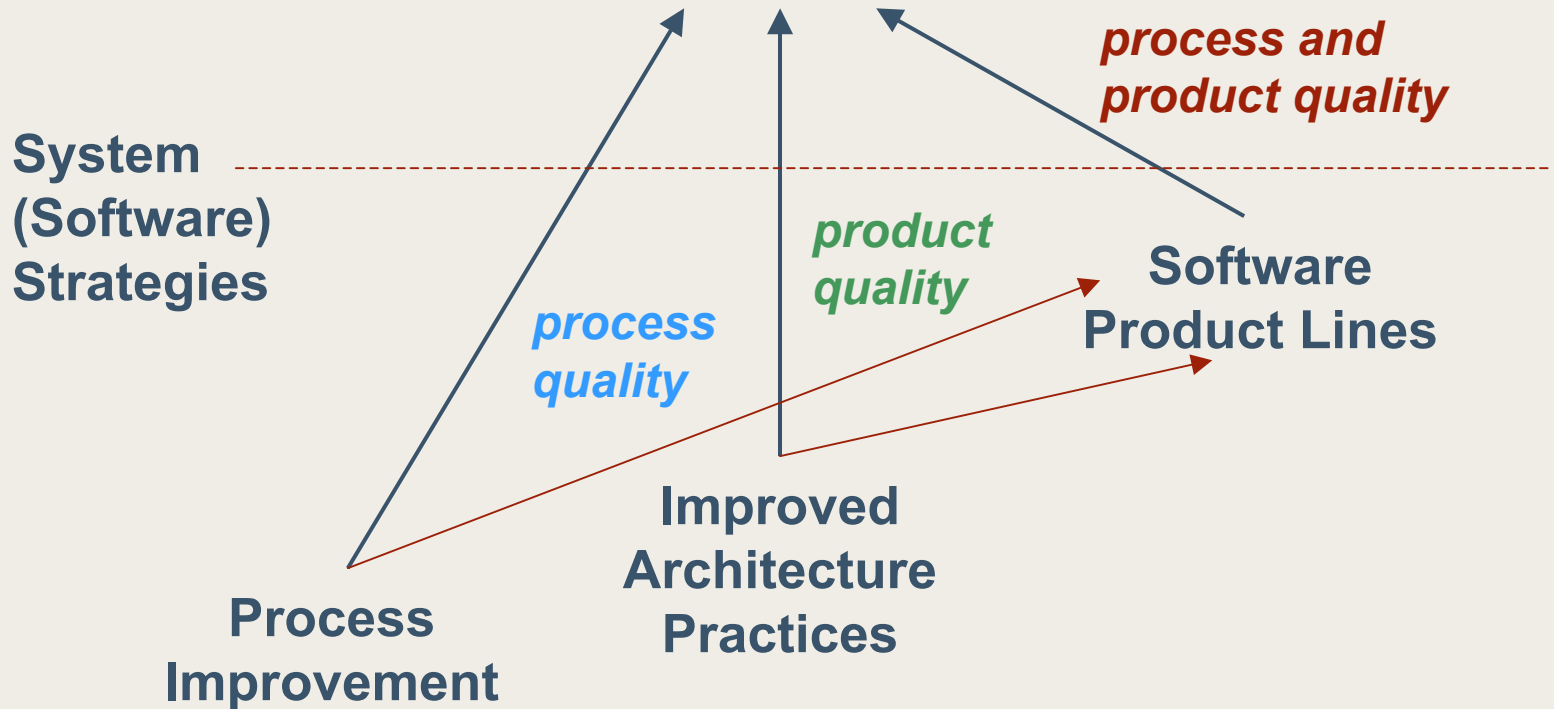 process and
product quality
System
(Software)
Strategies
product
quality
Software
Product Lines
process
quality
Improved
Architecture
Practices
Process
Improvement